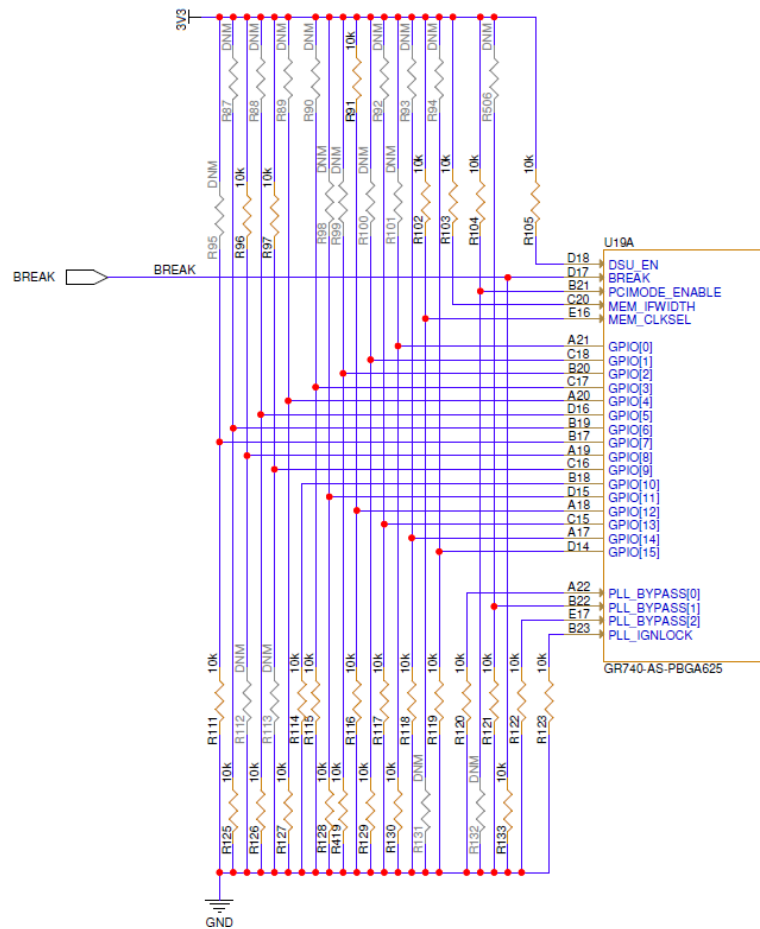 3V3
DNM DNM DNM DNM 10k DNM DNM DNM DNM
R87 R88 R89 R90 R91 R92 R93 R94 R506
DNM 10k 10k DNM DNM DNM DNM 10k 10k 10k 10k
R95 R96 R97 R98 R99 R100 R101 R102 R103 R104 R105
U19A
D18 DSU_EN
BREAK BREAK D17 BREAK
B21 PCIMODE_ENABLE
C20 MEM_IFWIDTH
E16 MEM_CLKSEL
A21 GPIO[0]
C18 GPIO[1]
B20 GPIO[2]
C17 GPIO[3]
A20 GPIO[4]
D16 GPIO[5]
B19 GPIO[6]
B17 GPIO[7]
A19 GPIO[8]
C16 GPIO[9]
B18 GPIO[10]
D15 GPIO[11]
A18 GPIO[12]
C15 GPIO[13]
A17 GPIO[14]
D14 GPIO[15]
A22 PLL_BYPASS[0]
B22 PLL_BYPASS[1]
E17 PLL_BYPASS[2]
B23 PLL_IGNLOCK
GR740-AS-PBGA625
10k DNM DNM 10k 10k 10k 10k 10k 10k 10k 10k 10k 10k
R111 R112 R113 R114 R115 R116 R117 R118 R119 R120 R121 R122 R123
10k 10k 10k 10k 10k 10k 10k DNM DNM 10k
R125 R126 R127 R128 R419 R129 R130 R131 R132 R133
GND